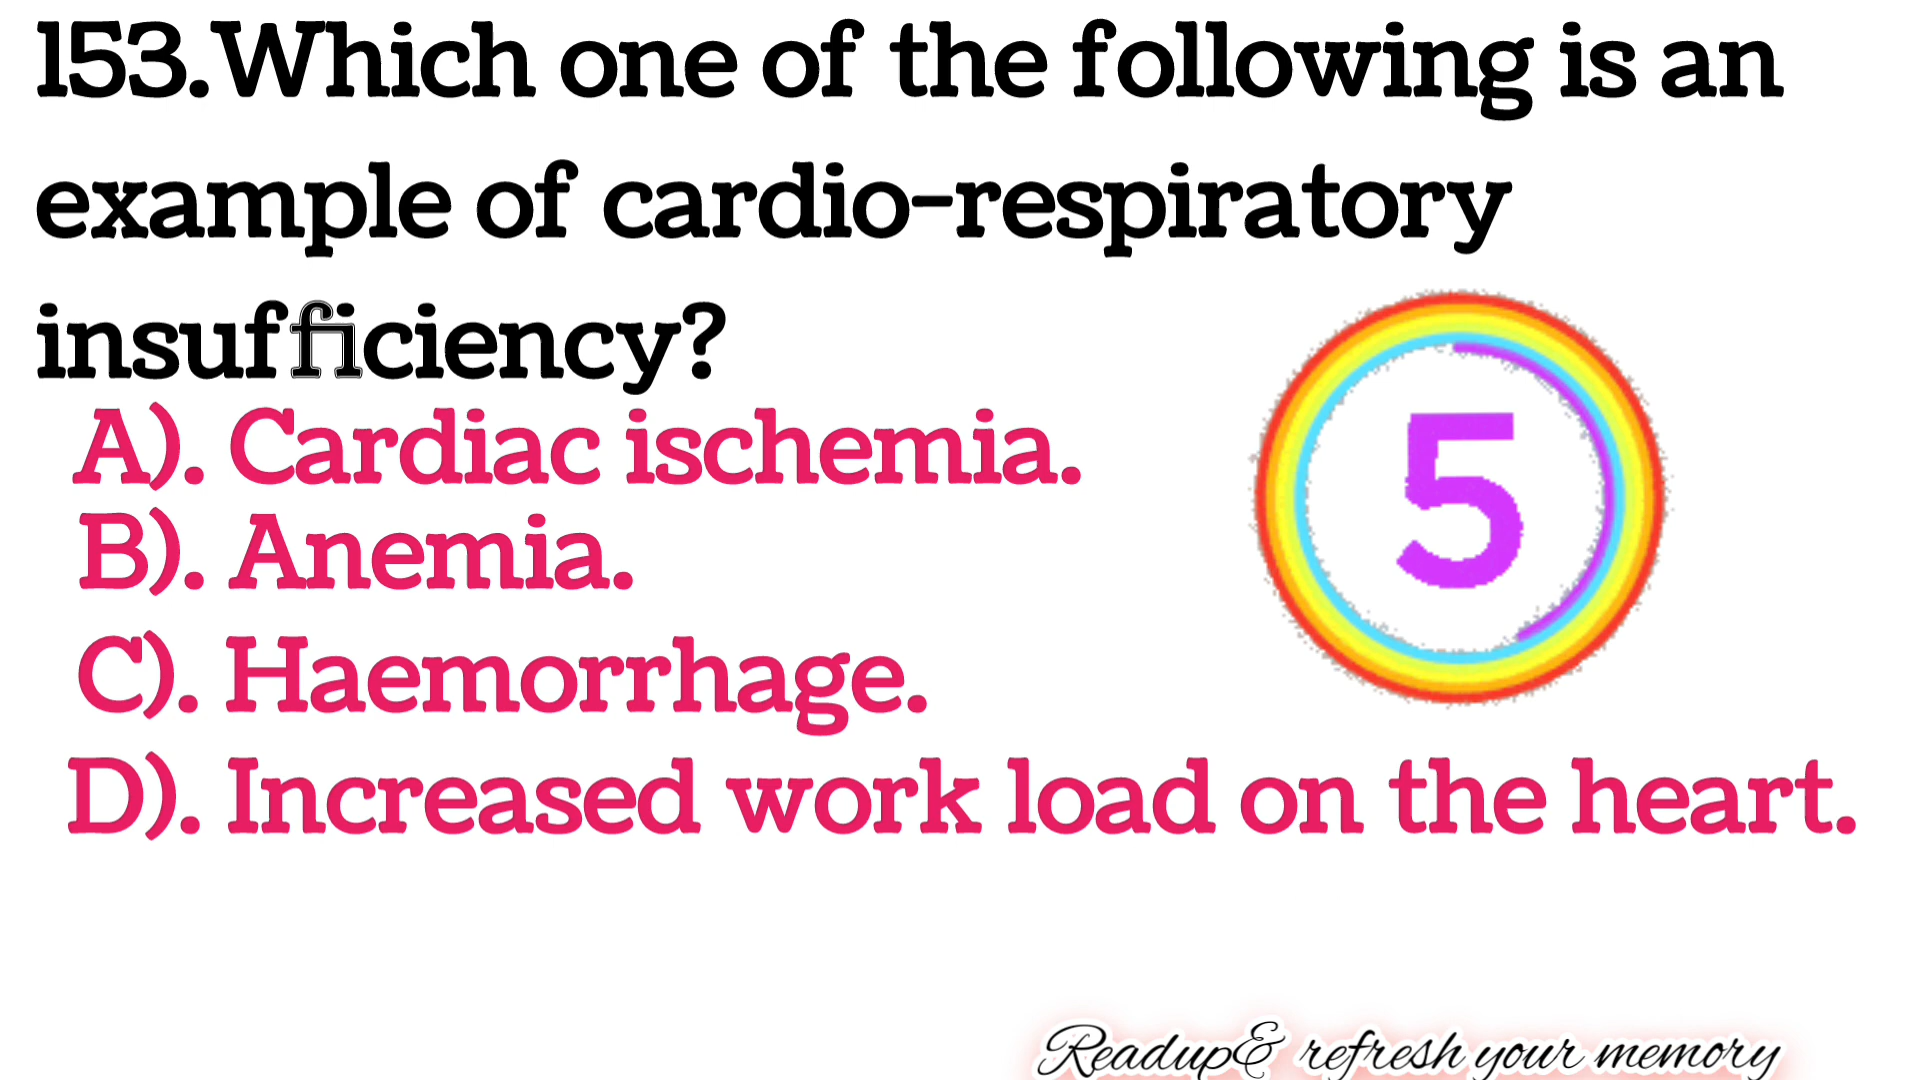 153.Which one of the following is an
example of cardio-respiratory
insufficiency?
A). Cardiac ischemia.
B). Anemia.
C). Haemorrhage.
D). Increased work load on the heart.
5
Readup& refresh your memory